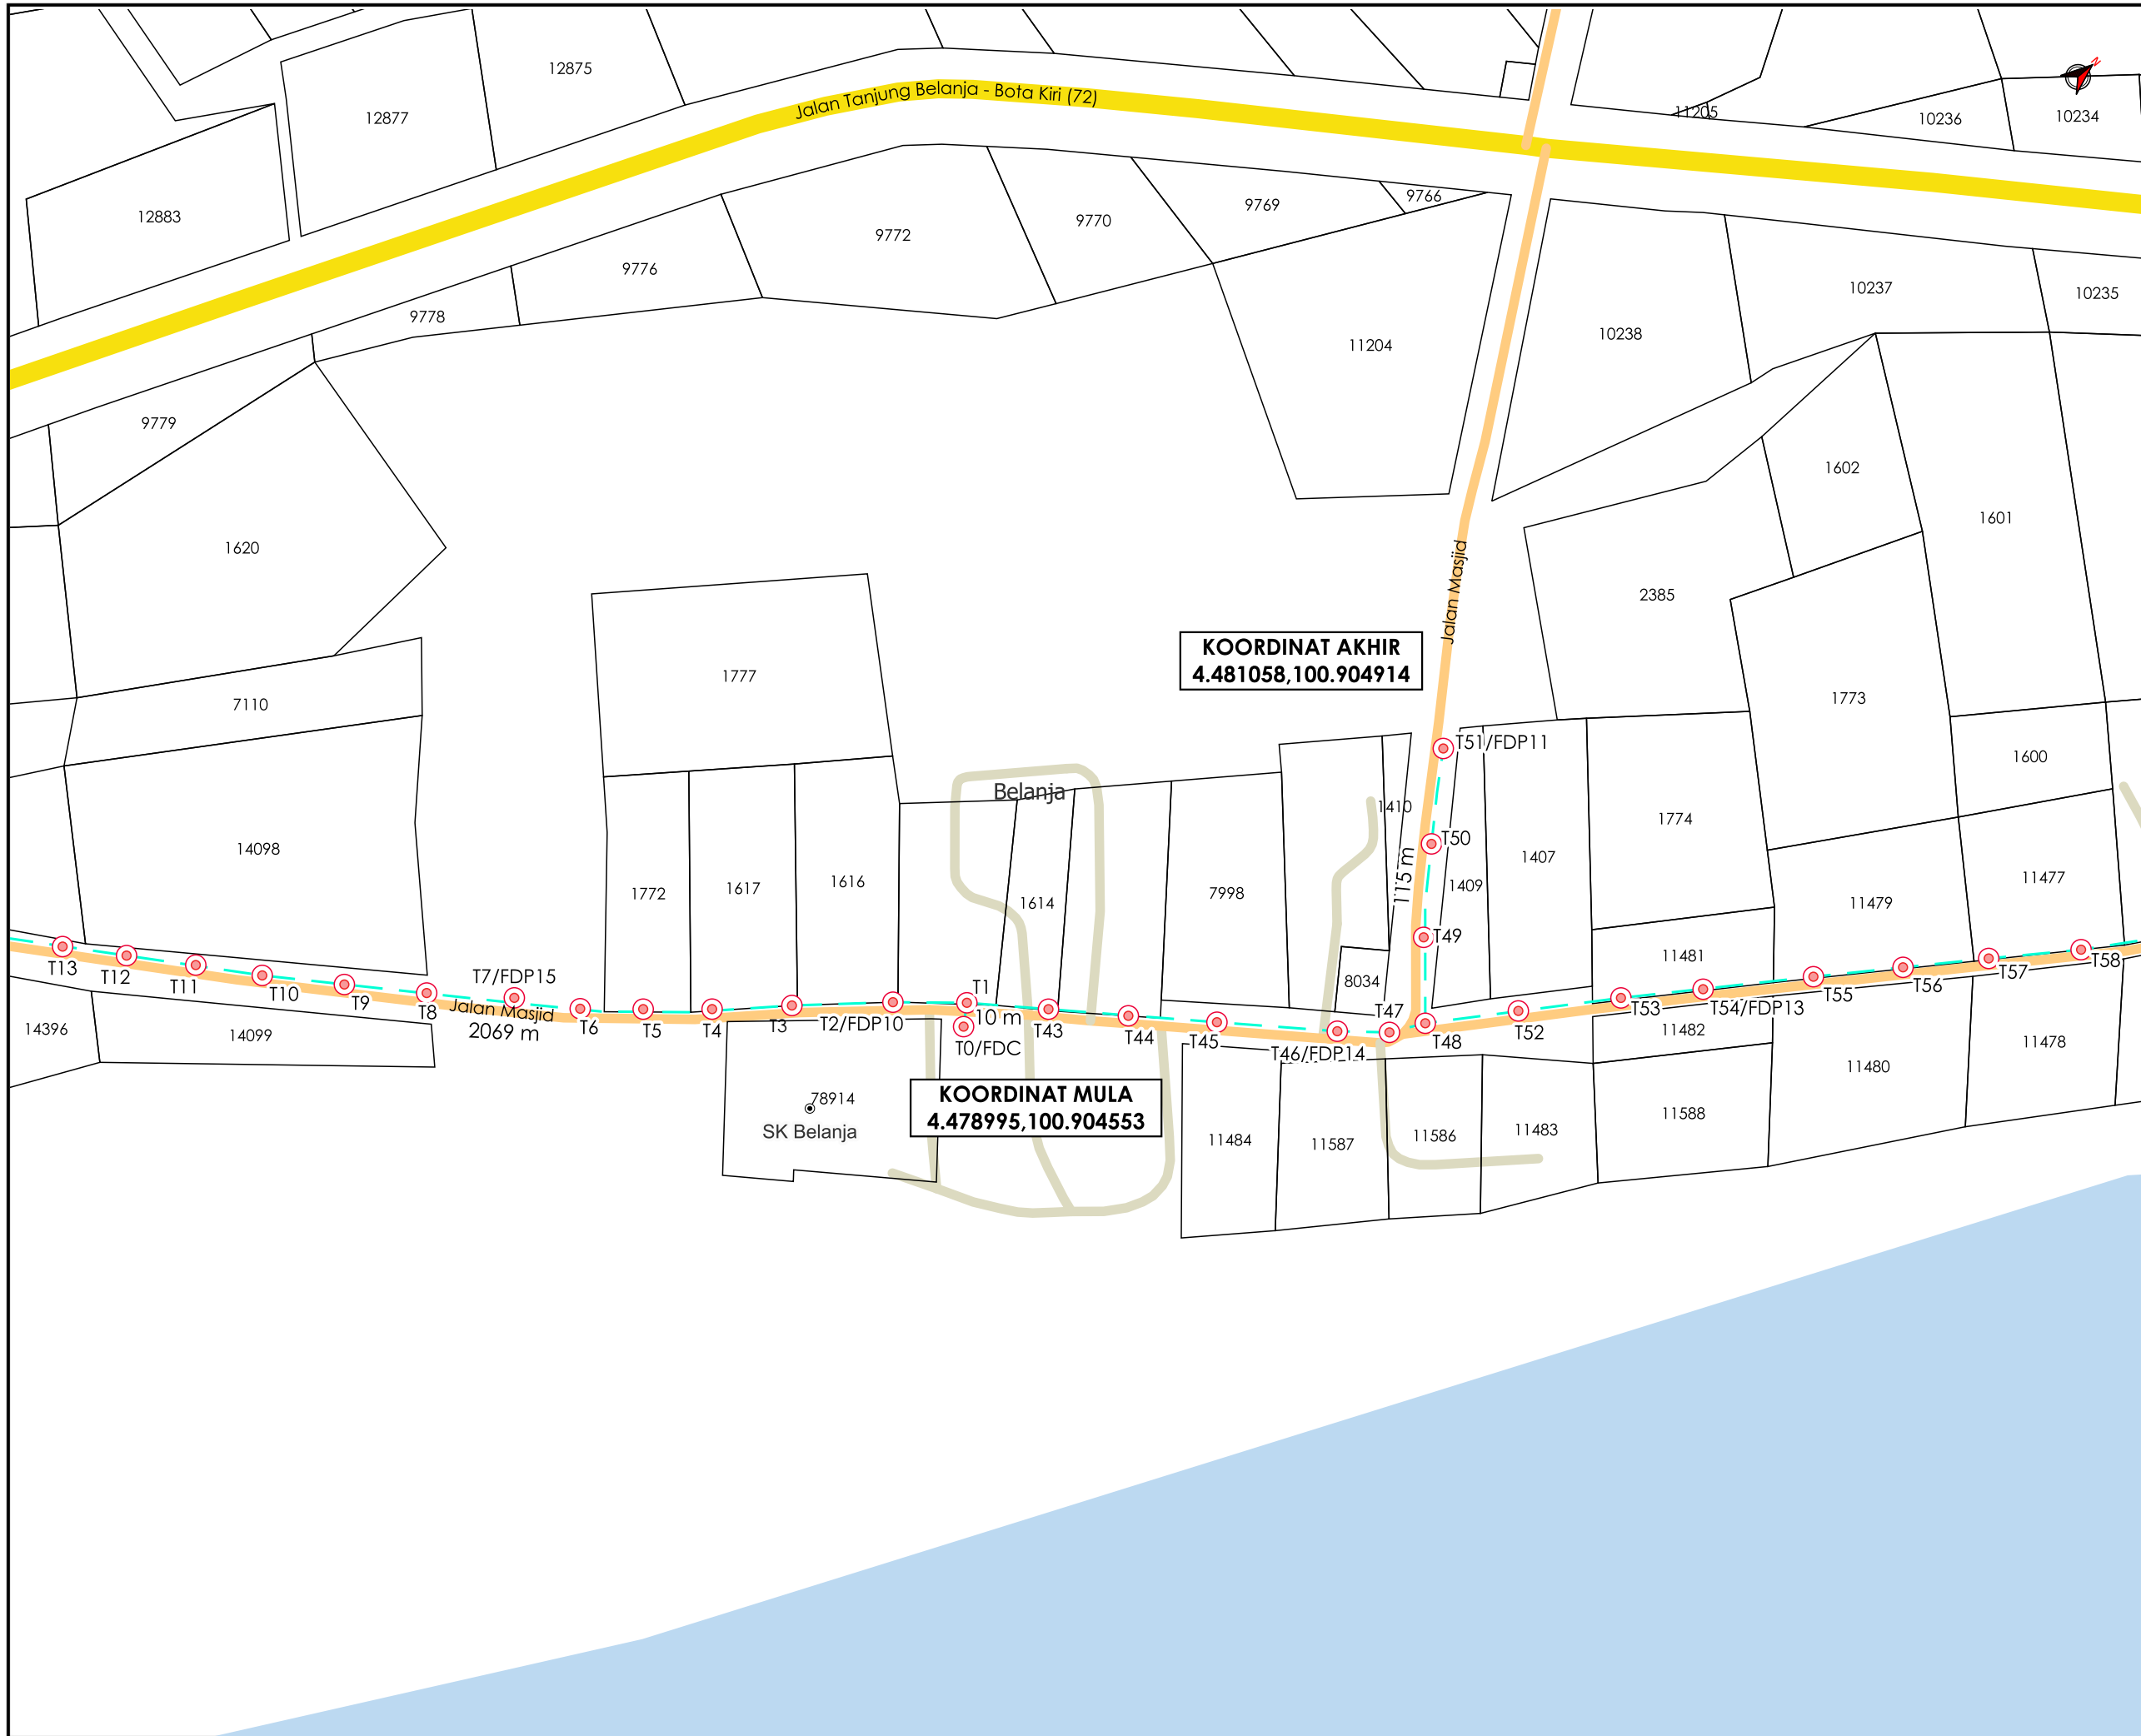 12875
12877
Jalan Tanjung Belanja - Bota Kiri (72)
11205
10236
10234
N
12883
9772
9770
9769
9766
9776
9778
10237
10235
10238
11204
9779
1620
1602
1601
2385
Jalan Masjid
KOORDINAT AKHIR
4.481058,100.904914
1777
7110
1773
T51/FDP11
1600
Belanja
1410
1774
T50
14098
1407
115 m
1772
1617
1616
1614
7998
1409
11479
11477
T49
11481
8034
T13
T12
T11
T10
T9
T8
T7/FDP15
Jalan Masjid
2069 m
T6
T5
T4
T3
T2/FDP10
T1
10 m
T0/FDC
T43
T44
T45
T46/FDP14
T47
T48
T52
T53
T54/FDP13
T55
T56
T57
T58
14396
14099
11482
11478
11480
KOORDINAT MULA
4.478995,100.904553
78914
SK Belanja
11484
11587
11586
11483
11588